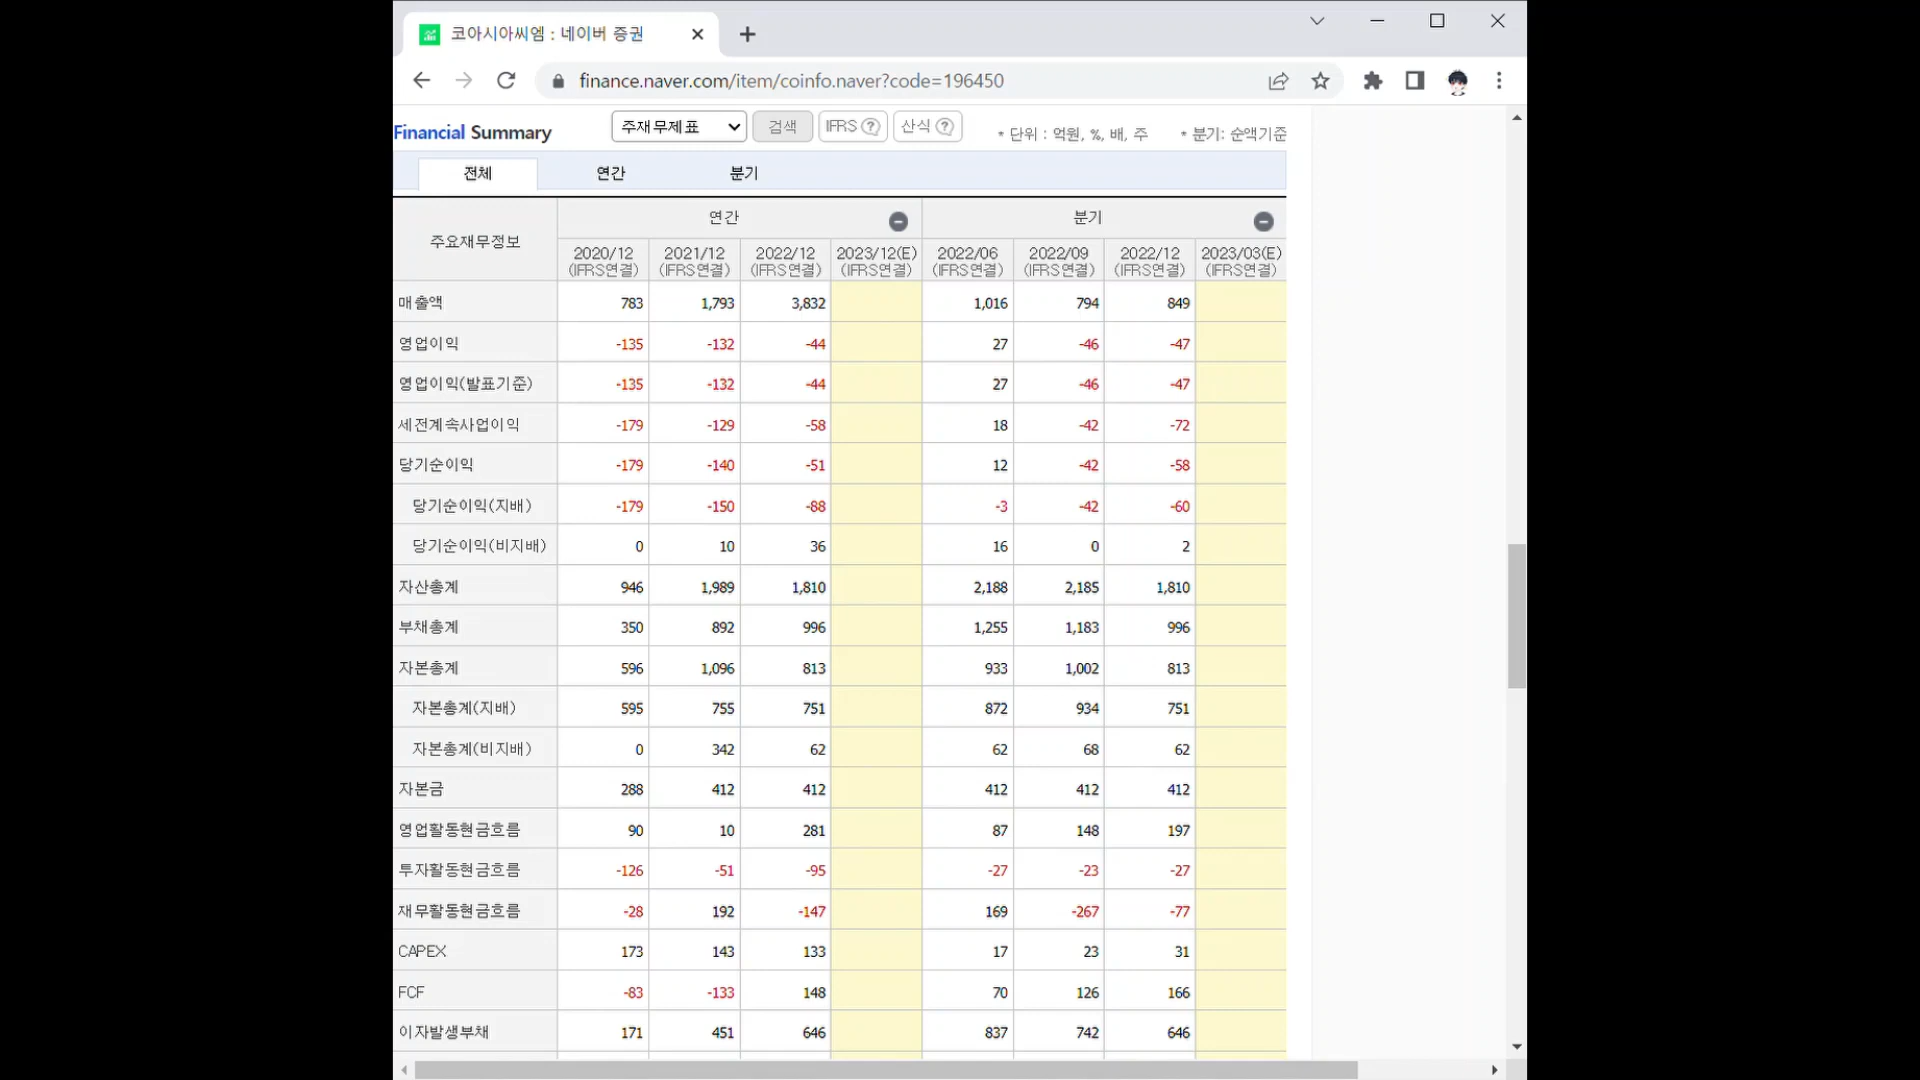 코아시아씨엠 : 네이버 증권
finance.naver.com/item/coinfo.naver?code=196450
Financial Summary 주재무제표 검색 IFRS ? 산식 ? * 단위 : 억원, %, 배, 주 * 분기: 순액기준
전체 연간 분기
주요재무정보 연간 분기
2020/12 2021/12 2022/12 2023/12(E) 2022/06 2022/09 2022/12 2023/03(E)
(IFRS연결) (IFRS연결) (IFRS연결) (IFRS연결) (IFRS연결) (IFRS연결) (IFRS연결) (IFRS연결)
매출액 783 1,793 3,832 1,016 794 849
영업이익 -135 -132 -44 27 -46 -47
영업이익(발표기준) -135 -132 -44 27 -46 -47
세전계속사업이익 -179 -129 -58 18 -42 -72
당기순이익 -179 -140 -51 12 -42 -58
당기순이익(지배) -179 -150 -88 -3 -42 -60
당기순이익(비지배) 0 10 36 16 0 2
자산총계 946 1,989 1,810 2,188 2,185 1,810
부채총계 350 892 996 1,255 1,183 996
자본총계 596 1,096 813 933 1,002 813
자본총계(지배) 595 755 751 872 934 751
자본총계(비지배) 0 342 62 62 68 62
자본금 288 412 412 412 412 412
영업활동현금흐름 90 10 281 87 148 197
투자활동현금흐름 -126 -51 -95 -27 -23 -27
재무활동현금흐름 -28 192 -147 169 -267 -77
CAPEX 173 143 133 17 23 31
FCF -83 -133 148 70 126 166
이자발생부채 171 451 646 837 742 646